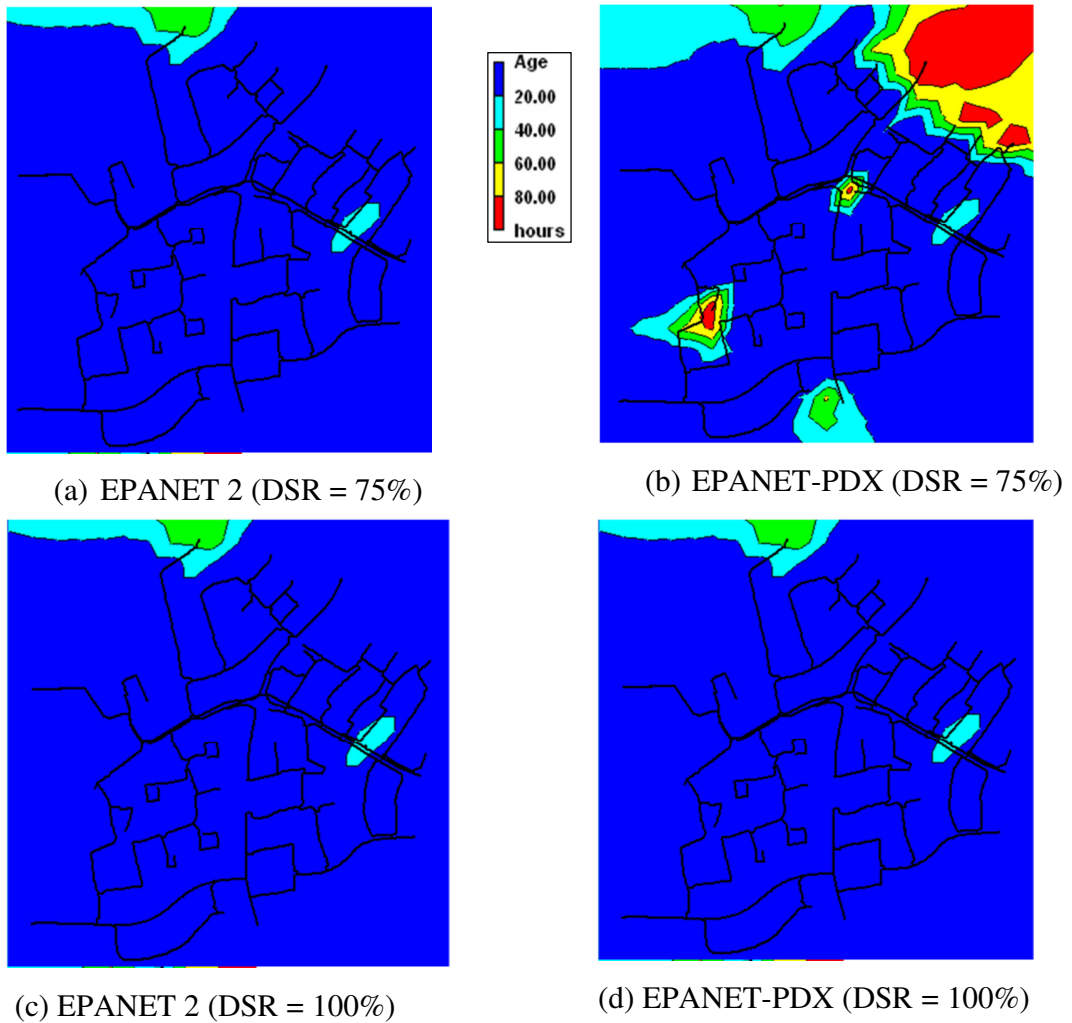 Age
20.00
40.00
60.00
80.00
hours
(a) EPANET 2 (DSR = 75%)
(b) EPANET-PDX (DSR = 75%)
(c) EPANET 2 (DSR = 100%)
(d) EPANET-PDX (DSR = 100%)